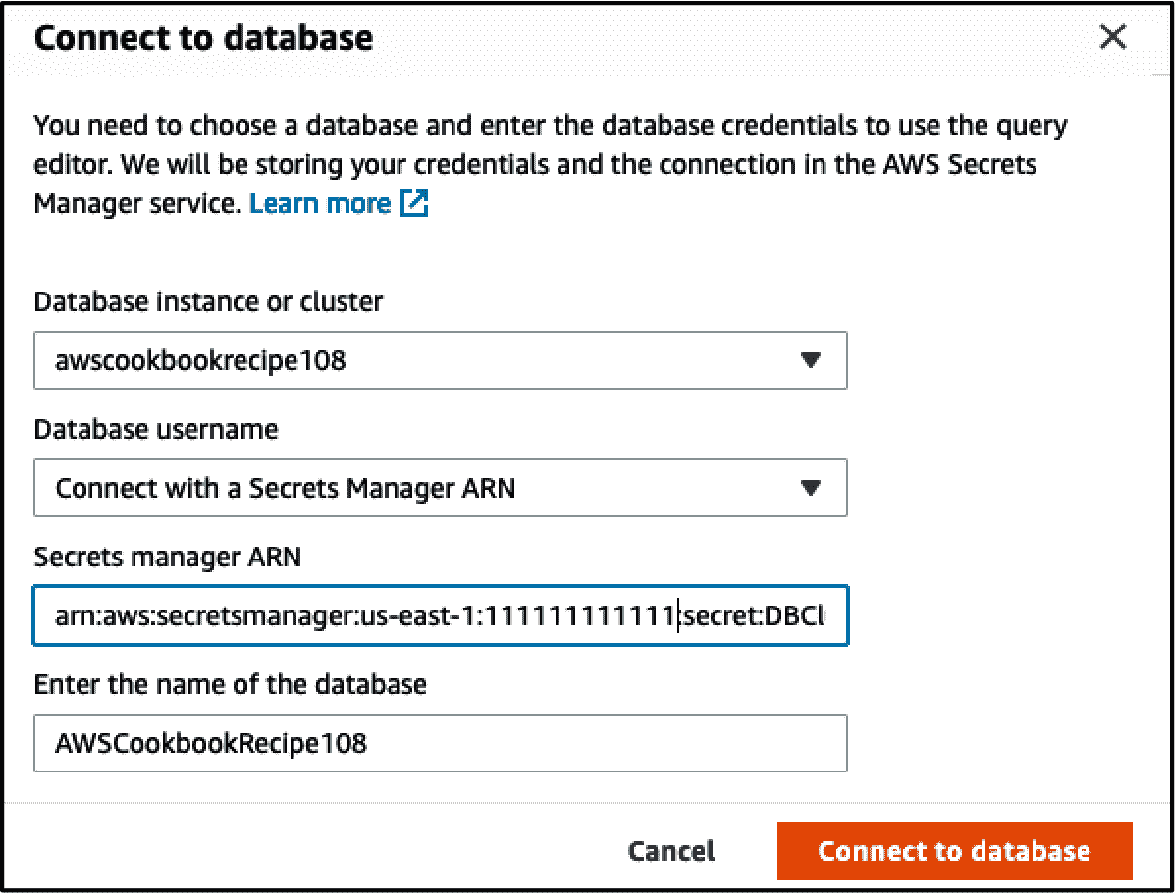 Connect to database
You need to choose a database and enter the database credentials to use the query
editor. We will be storing your credentials and the connection in the AWS Secrets
Manager service. Learn more
Database instance or cluster
awscookbookrecipe108
Database username
Connect with a Secrets Manager ARN
Secrets manager ARN
arn:aws:secretsmanager:us-east-1:111111111111:secret:DBCl
Enter the name of the database
AWSCookbookRecipe108
Cancel Connect to database